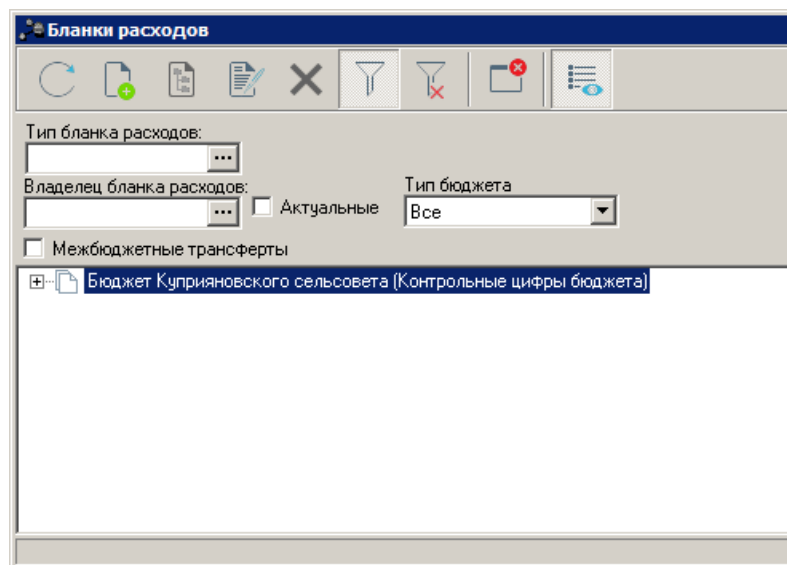 Бланки расходов
Тип бланка расходов:
Владелец бланка расходов:
Актуальные
Тип бюджета
Все
Межбюджетные трансферты
Бюджет Куприяновского сельсовета (Контрольные цифры бюджета)